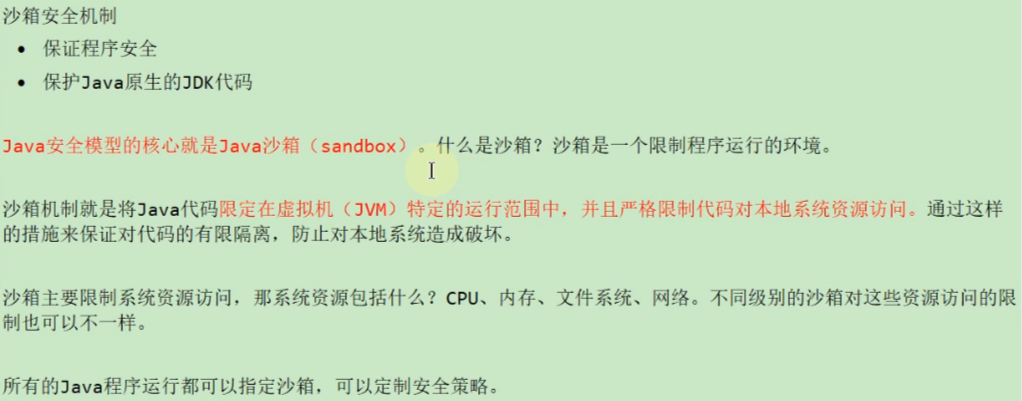 沙箱安全机制
• 保证程序安全
• 保护Java原生的JDK代码
Java安全模型的核心就是Java沙箱（sandbox）。什么是沙箱？沙箱是一个限制程序运行的环境。
沙箱机制就是将Java代码限定在虚拟机（JVM）特定的运行范围中，并且严格限制代码对本地系统资源访问。通过这样
的措施来保证对代码的有限隔离，防止对本地系统造成破坏。
沙箱主要限制系统资源访问，那系统资源包括什么？CPU、内存、文件系统、网络。不同级别的沙箱对这些资源访问的限
制也可以不一样。
所有的Java程序运行都可以指定沙箱，可以定制安全策略。